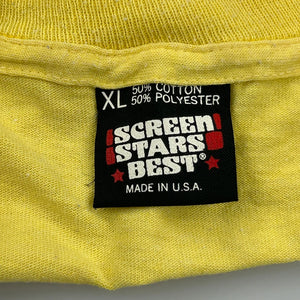 XL 50% COTTON
50% POLYESTER
SCREEN
STARS
BEST®
MADE IN U.S.A.